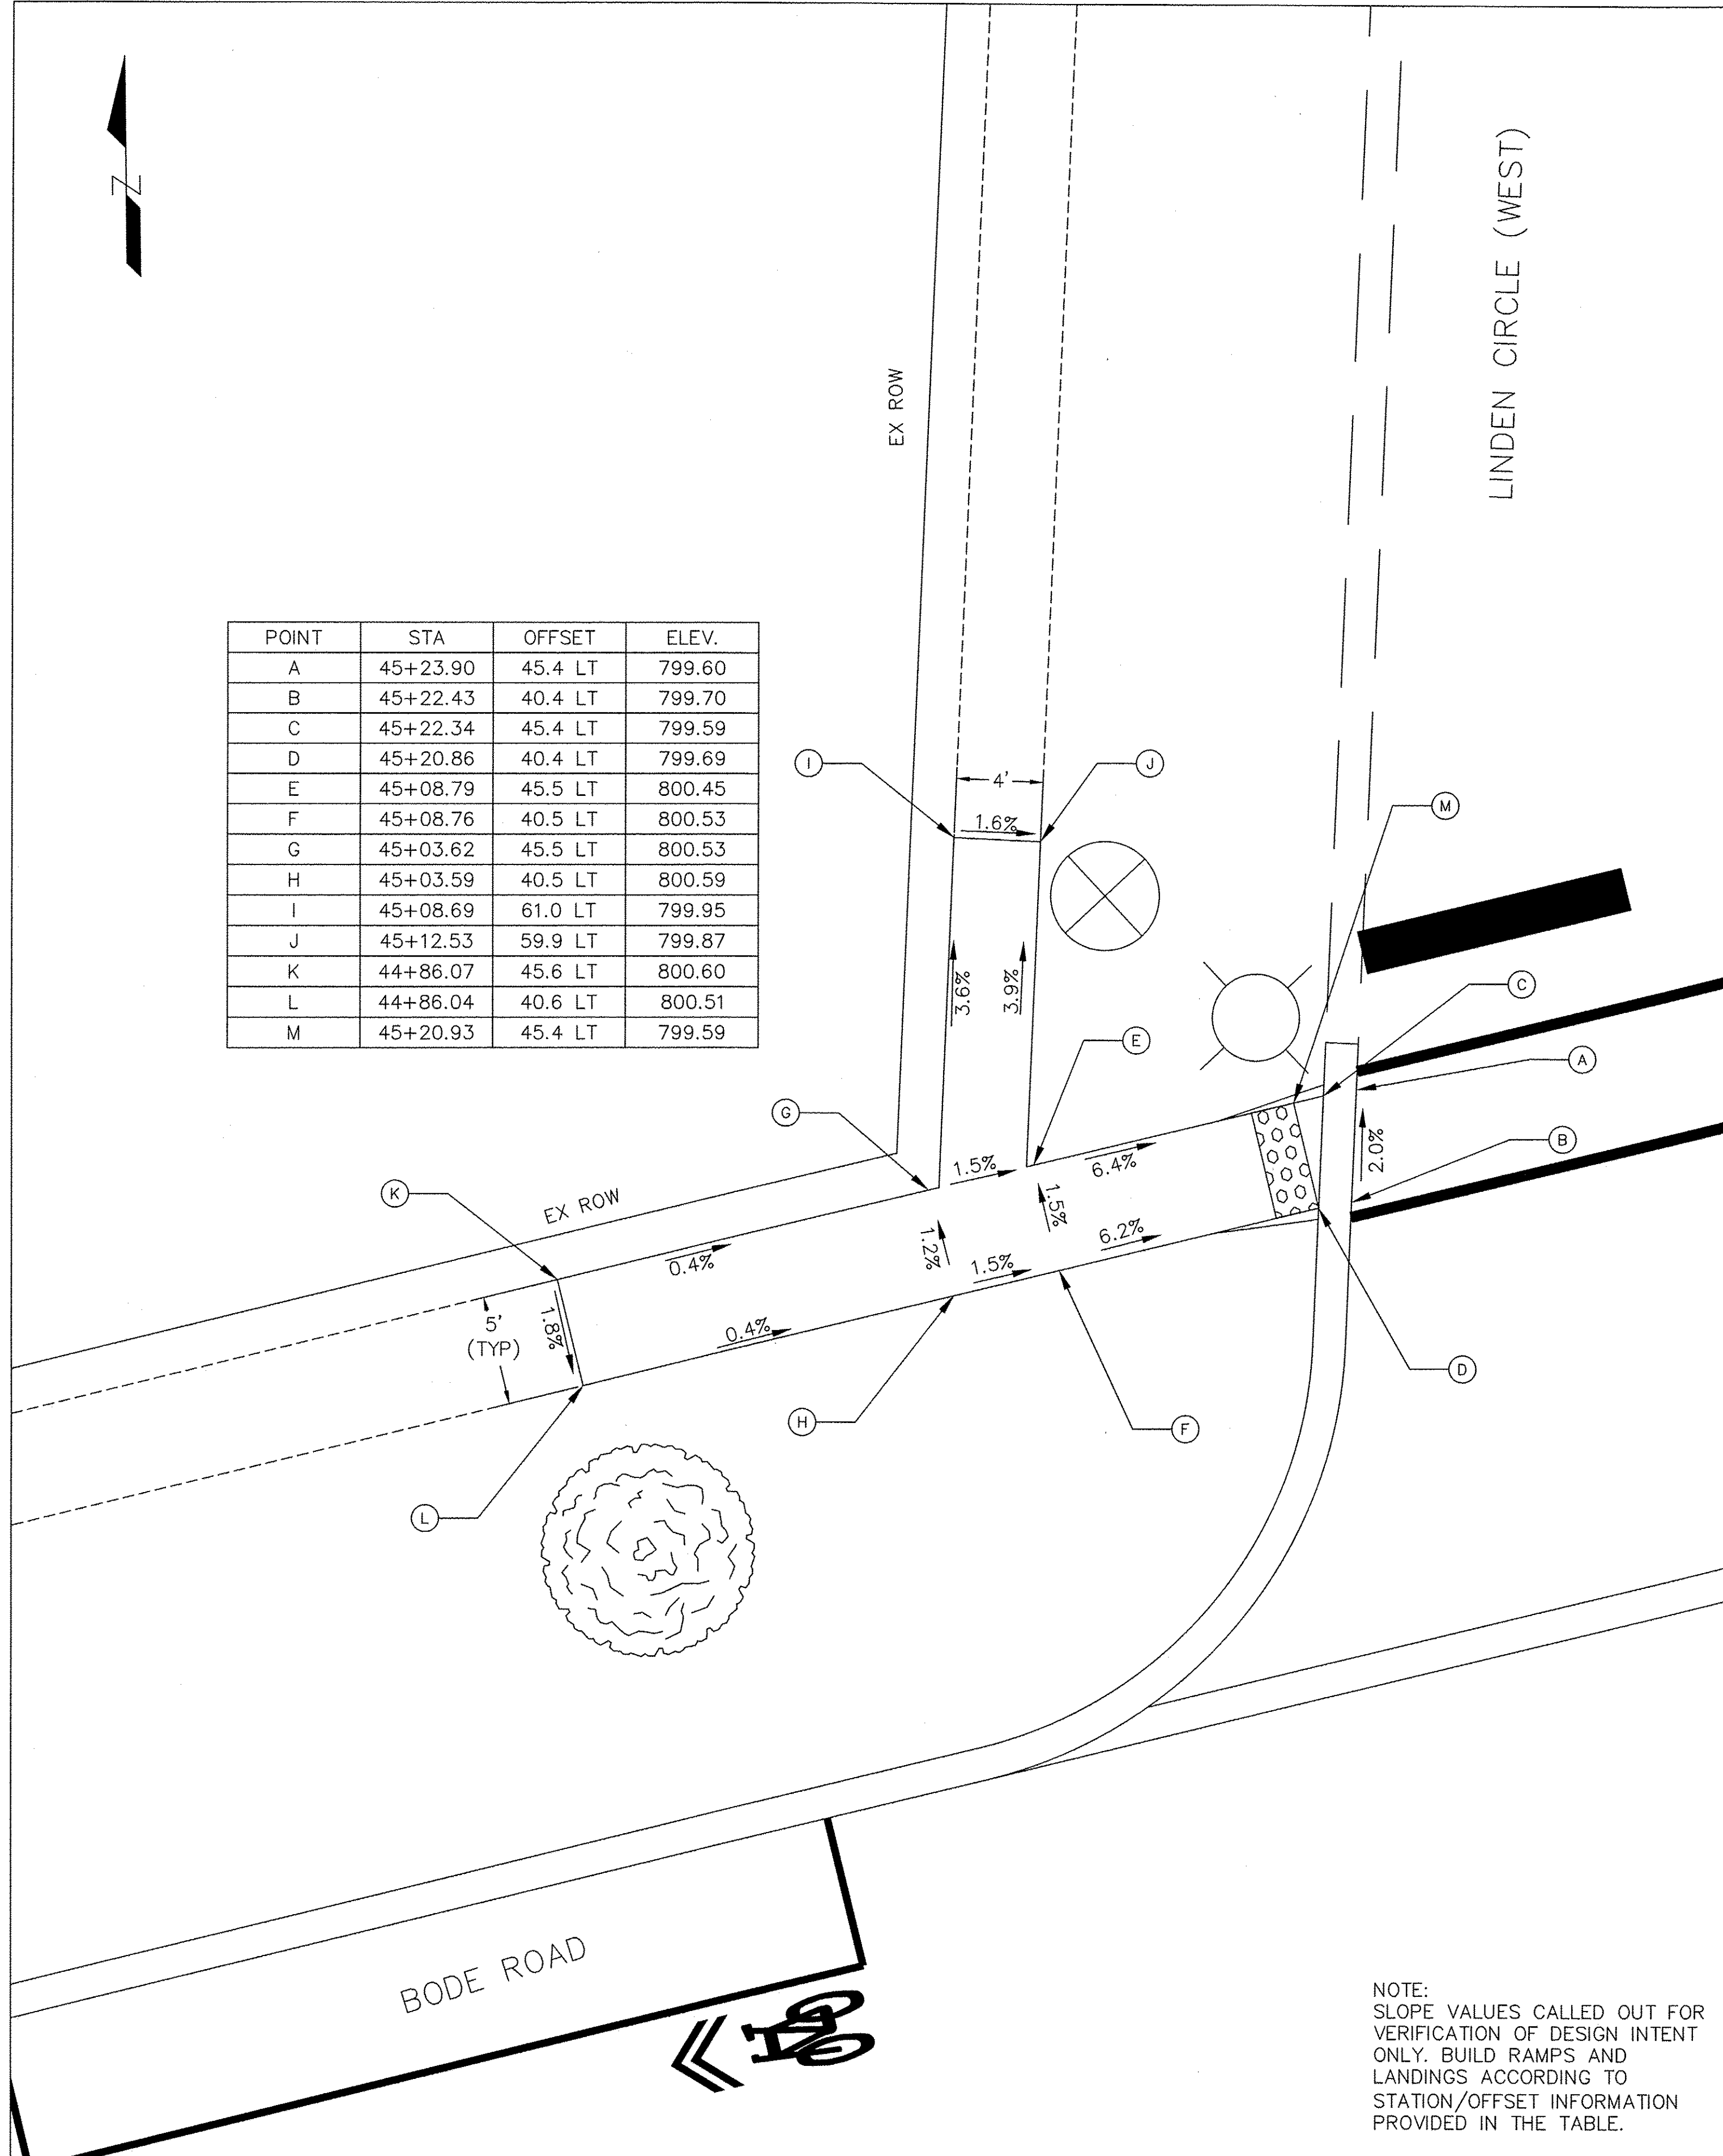 N
LINDEN CIRCLE (WEST)
EX ROW
POINT STA OFFSET ELEV.
A 45+23.90 45.4 LT 799.60
B 45+22.43 40.4 LT 799.70
C 45+22.34 45.4 LT 799.59
D 45+20.86 40.4 LT 799.69
E 45+08.79 45.5 LT 800.45
F 45+08.76 40.5 LT 800.53
G 45+03.62 45.5 LT 800.53
H 45+03.59 40.5 LT 800.59
I 45+08.69 61.0 LT 799.95
J 45+12.53 59.9 LT 799.87
K 44+86.07 45.6 LT 800.60
L 44+86.04 40.6 LT 800.51
M 45+20.93 45.4 LT 799.59
I
J
4'
M
1.6%
3.6%
3.9%
C
E
A
G
B
2.0%
1.5%
6.4%
K
EX ROW
1.5%
1.2%
6.2%
0.4%
1.5%
5'
(TYP)
1.8%
0.4%
D
H
F
L
BODE ROAD
NOTE:
SLOPE VALUES CALLED OUT FOR
VERIFICATION OF DESIGN INTENT
ONLY. BUILD RAMPS AND
LANDINGS ACCORDING TO
STATION/OFFSET INFORMATION
PROVIDED IN THE TABLE.